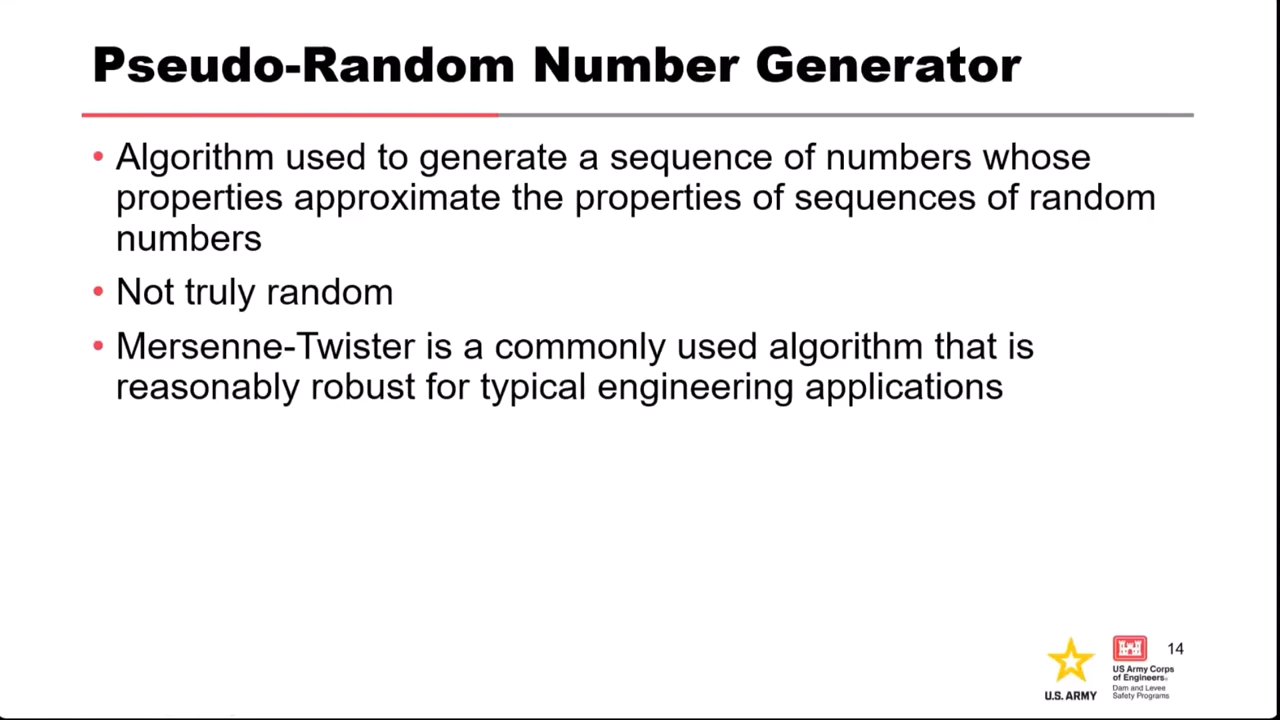 Pseudo-Random Number Generator
• Algorithm used to generate a sequence of numbers whose
properties approximate the properties of sequences of random
numbers
• Not truly random
• Mersenne-Twister is a commonly used algorithm that is
reasonably robust for typical engineering applications
14
U.S. ARMY
US Army Corps
of Engineers®
Dam and Levee
Safety Programs